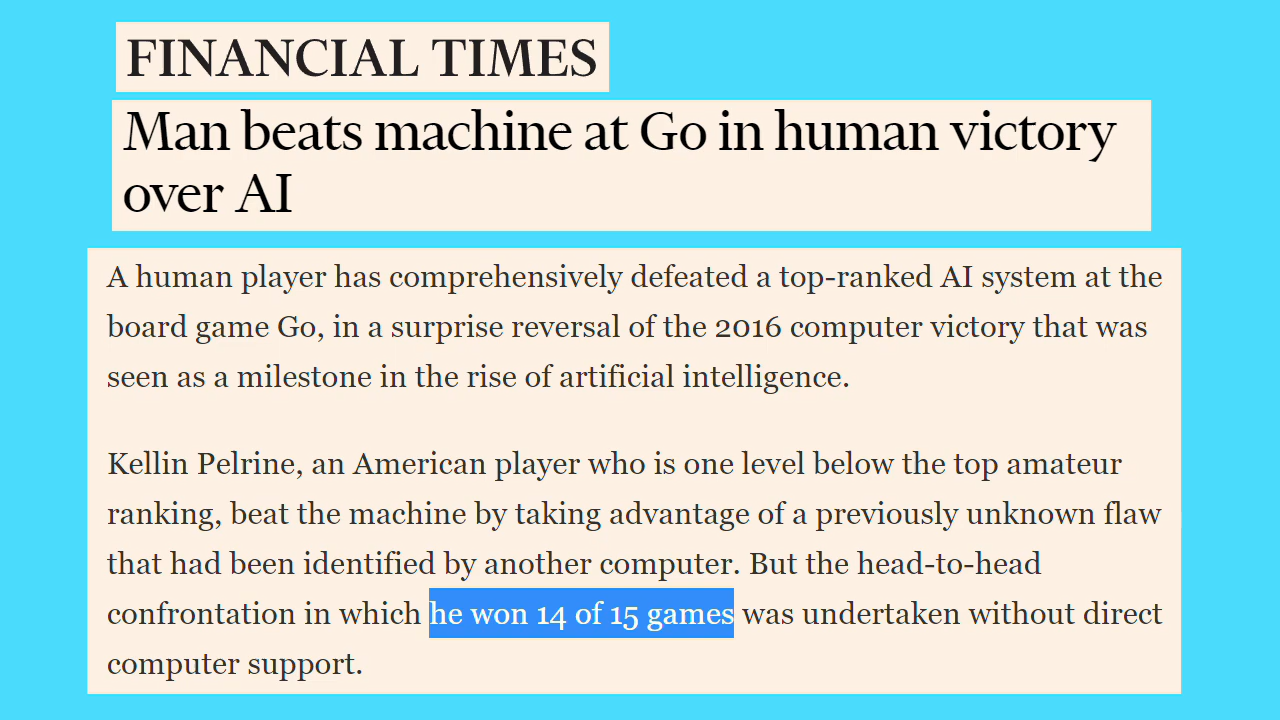 FINANCIAL TIMES
Man beats machine at Go in human victory
over AI
A human player has comprehensively defeated a top-ranked AI system at the
board game Go, in a surprise reversal of the 2016 computer victory that was
seen as a milestone in the rise of artificial intelligence.
Kellin Pelrine, an American player who is one level below the top amateur
ranking, beat the machine by taking advantage of a previously unknown flaw
that had been identified by another computer. But the head-to-head
confrontation in which he won 14 of 15 games was undertaken without direct
computer support.